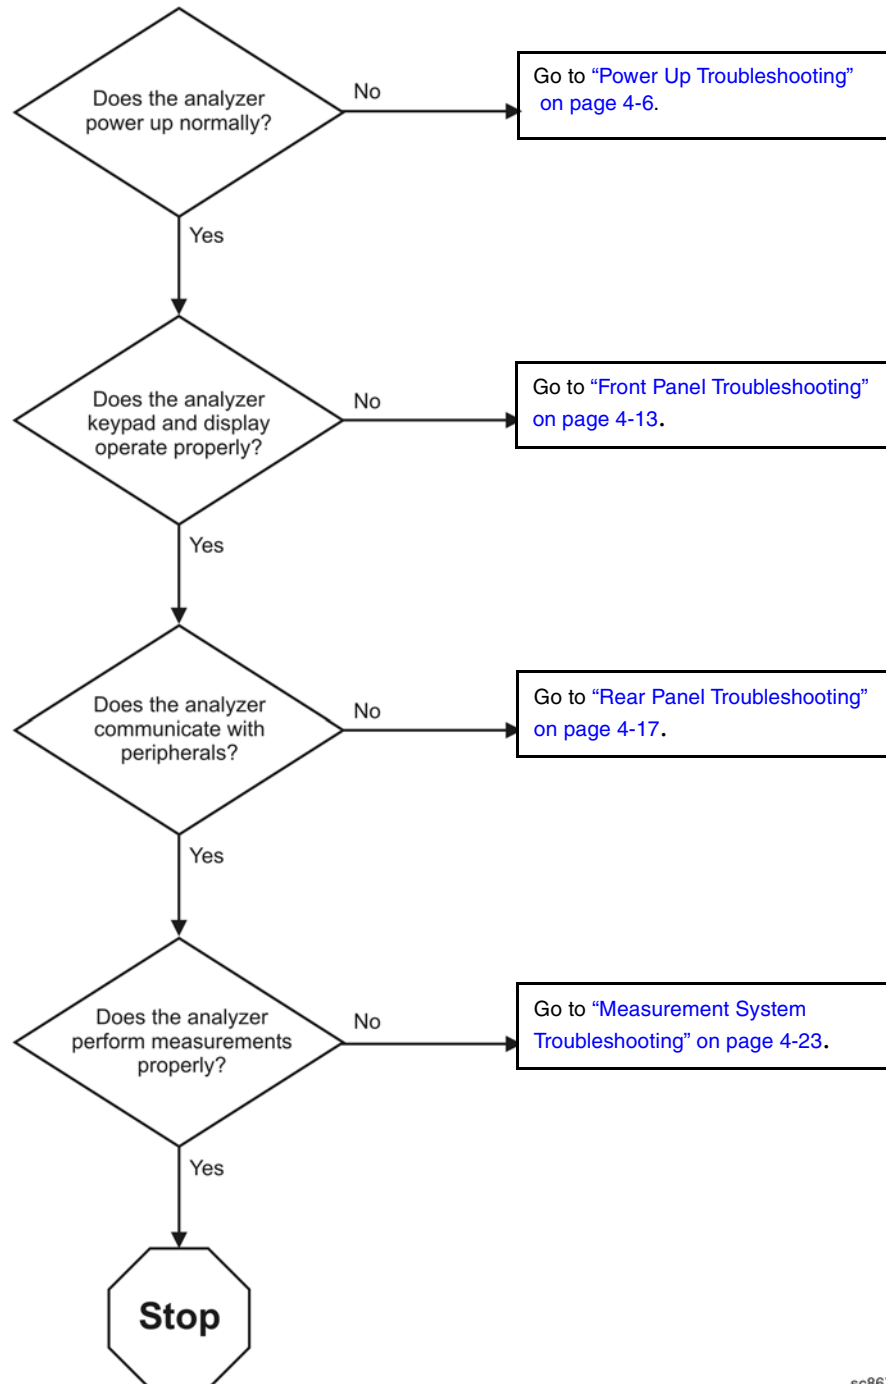 Does the analyzer
power up normally?
No
Go to “Power Up Troubleshooting”
on page 4-6.
Yes
Does the analyzer
keypad and display
operate properly?
No
Go to “Front Panel Troubleshooting”
on page 4-13.
Yes
Does the analyzer
communicate with
peripherals?
No
Go to “Rear Panel Troubleshooting”
on page 4-17.
Yes
Does the analyzer
perform measurements
properly?
No
Go to “Measurement System
Troubleshooting” on page 4-23.
Yes
Stop